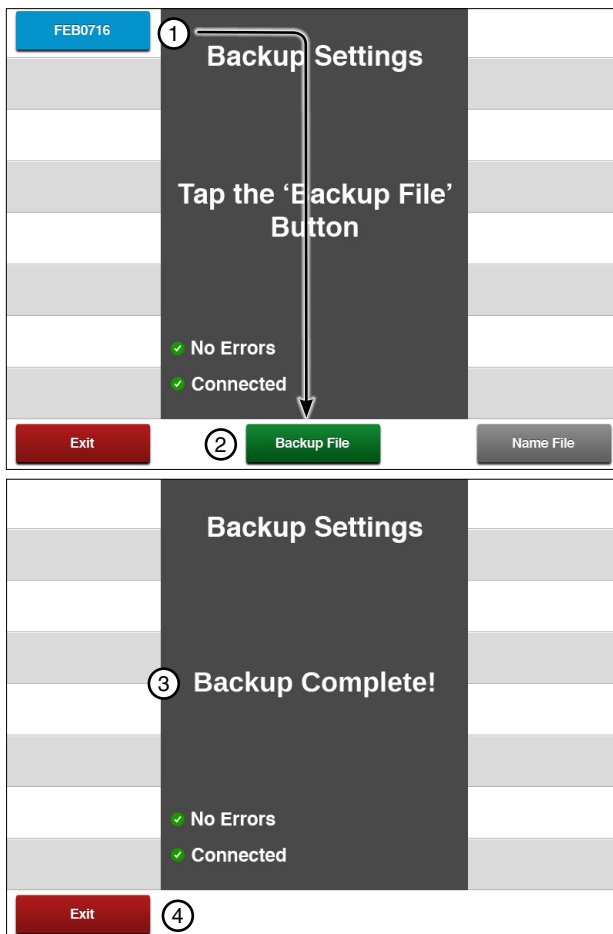 FEB0716
1
Backup Settings
Tap the ‘Backup File’
Button
No Errors
Connected
Exit
2
Backup File
Name File
Backup Settings
3
Backup Complete!
No Errors
Connected
Exit
4